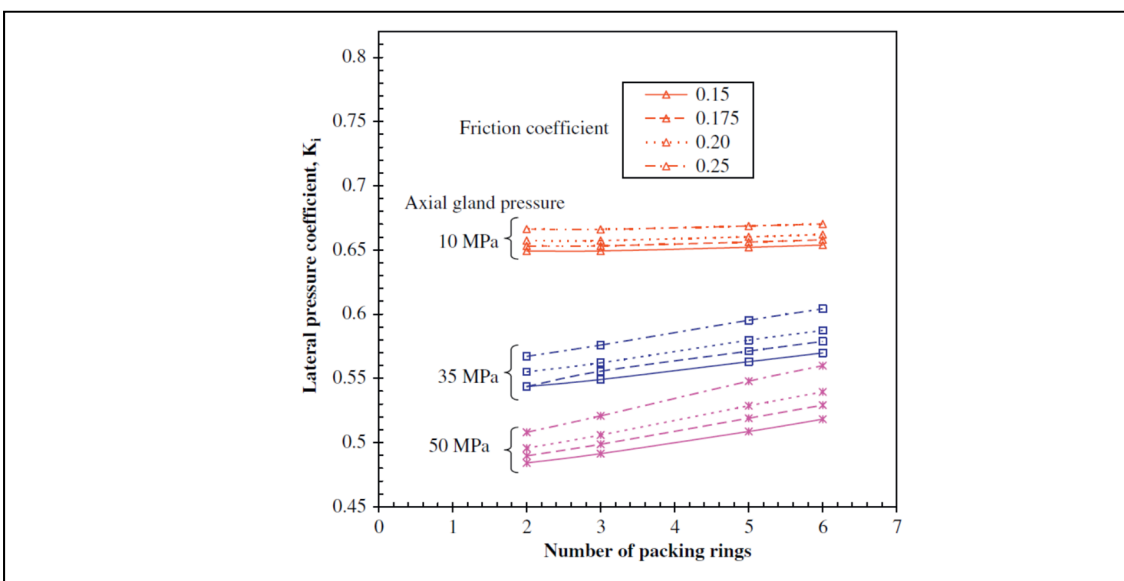 0.8
0.75
0.7
0.65
0.6
0.55
0.5
0.45
Lateral pressure coefficient, Kᵢ
Friction coefficient
0.15
0.175
0.20
0.25
Axial gland pressure
10 MPa
35 MPa
50 MPa
0 1 2 3 4 5 6 7
Number of packing rings